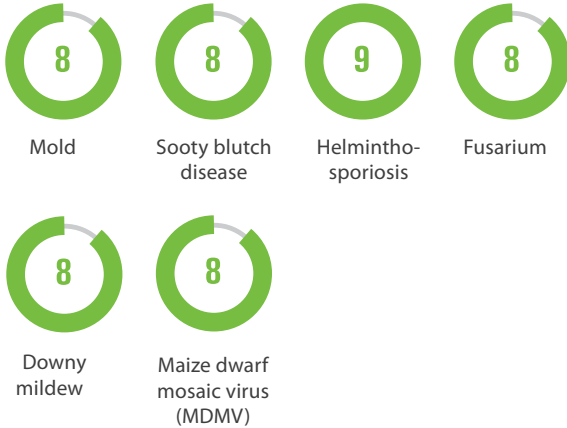 8
8
9
8
Mold
Sooty blutch
disease
Helmintho-
sporiosis
Fusarium
8
8
Downy
mildew
Maize dwarf
mosaic virus
(MDMV)